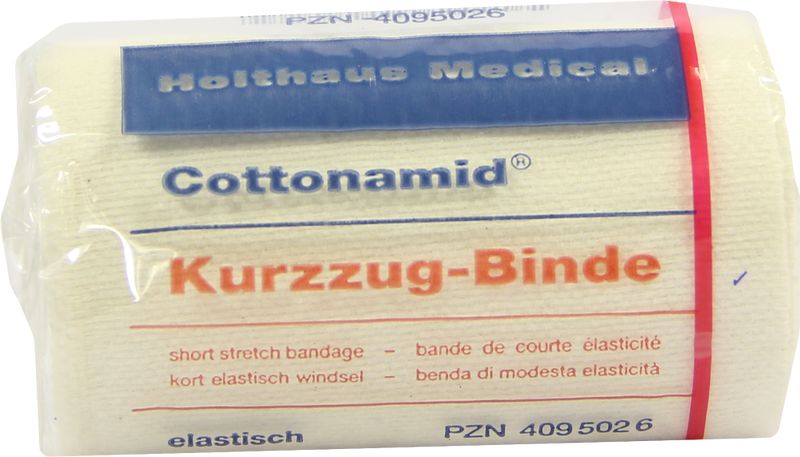 PZN 4095026
Holthaus Medical
Cottonamid®
Kurzzug-Binde
short stretch bandage – bande de courte élasticité
kort elastisch windsel – benda di modesta elasticità
elastisch PZN 4095026